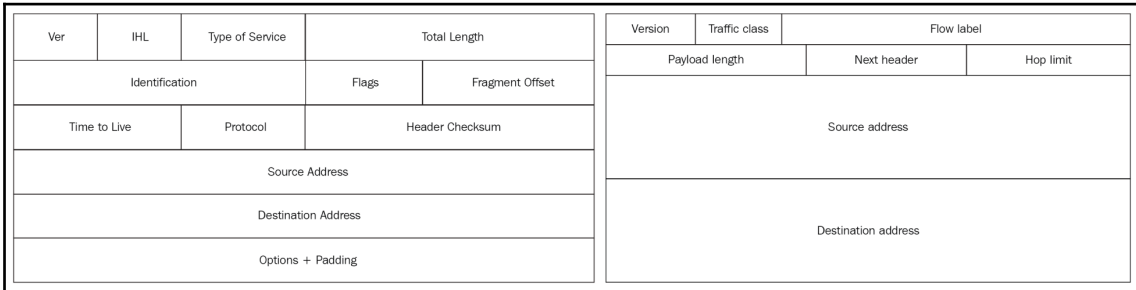 Ver IHL Type of Service Total Length
Identification Flags Fragment Offset
Time to Live Protocol Header Checksum
Source Address
Destination Address
Options + Padding
Version Traffic class Flow label
Payload length Next header Hop limit
Source address
Destination address